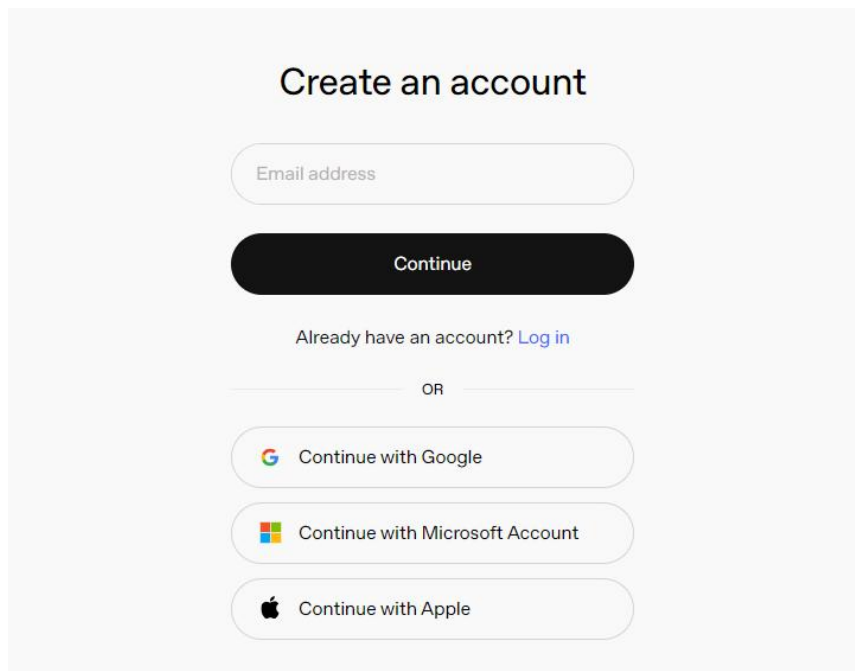 Create an account
Email address
Continue
Already have an account? Log in
OR
Continue with Google
Continue with Microsoft Account
Continue with Apple